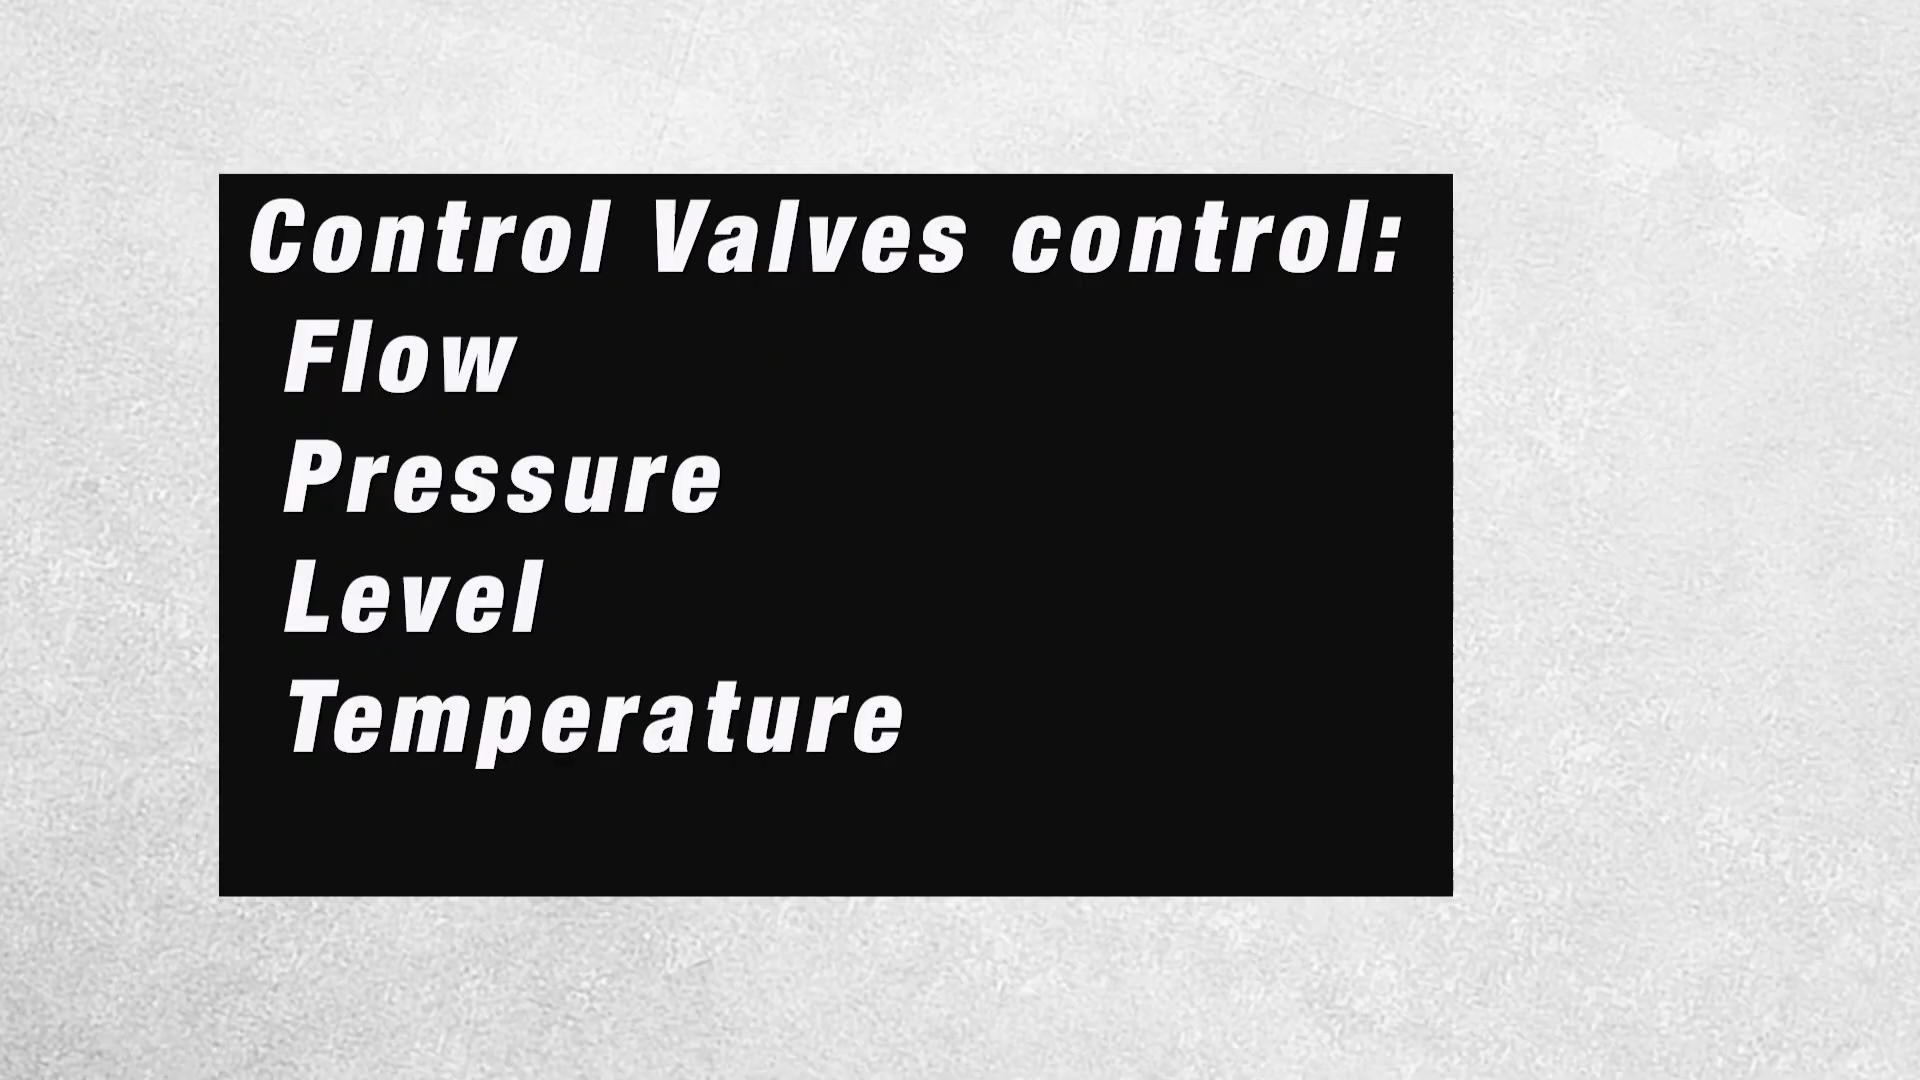 Control Valves control:
Flow
Pressure
Level
Temperature